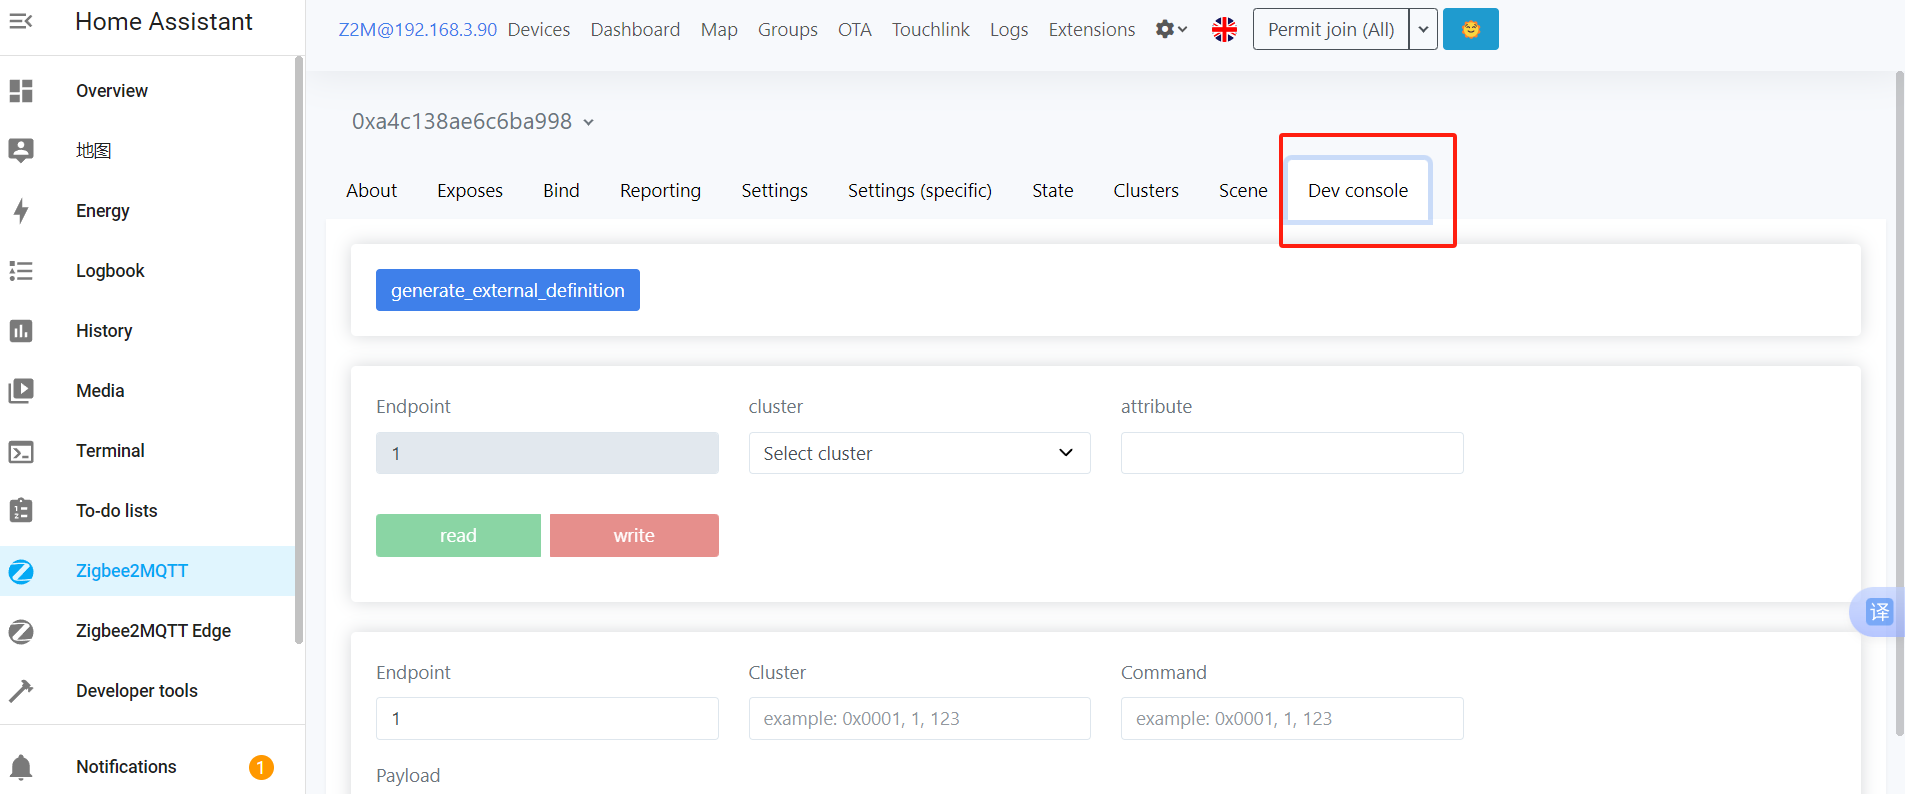 Home Assistant
Overview
地图
Energy
Logbook
History
Media
Terminal
To-do lists
Zigbee2MQTT
Zigbee2MQTT Edge
Developer tools
Notifications 1
Z2M@192.168.3.90 Devices Dashboard Map Groups OTA Touchlink Logs Extensions Permit join (All)
0xa4c138ae6c6ba998
About Exposes Bind Reporting Settings Settings (specific) State Clusters Scene Dev console
generate_external_definition
Endpoint cluster attribute
1 Select cluster
read write
译
Endpoint Cluster Command
1 example: 0x0001, 1, 123 example: 0x0001, 1, 123
Payload